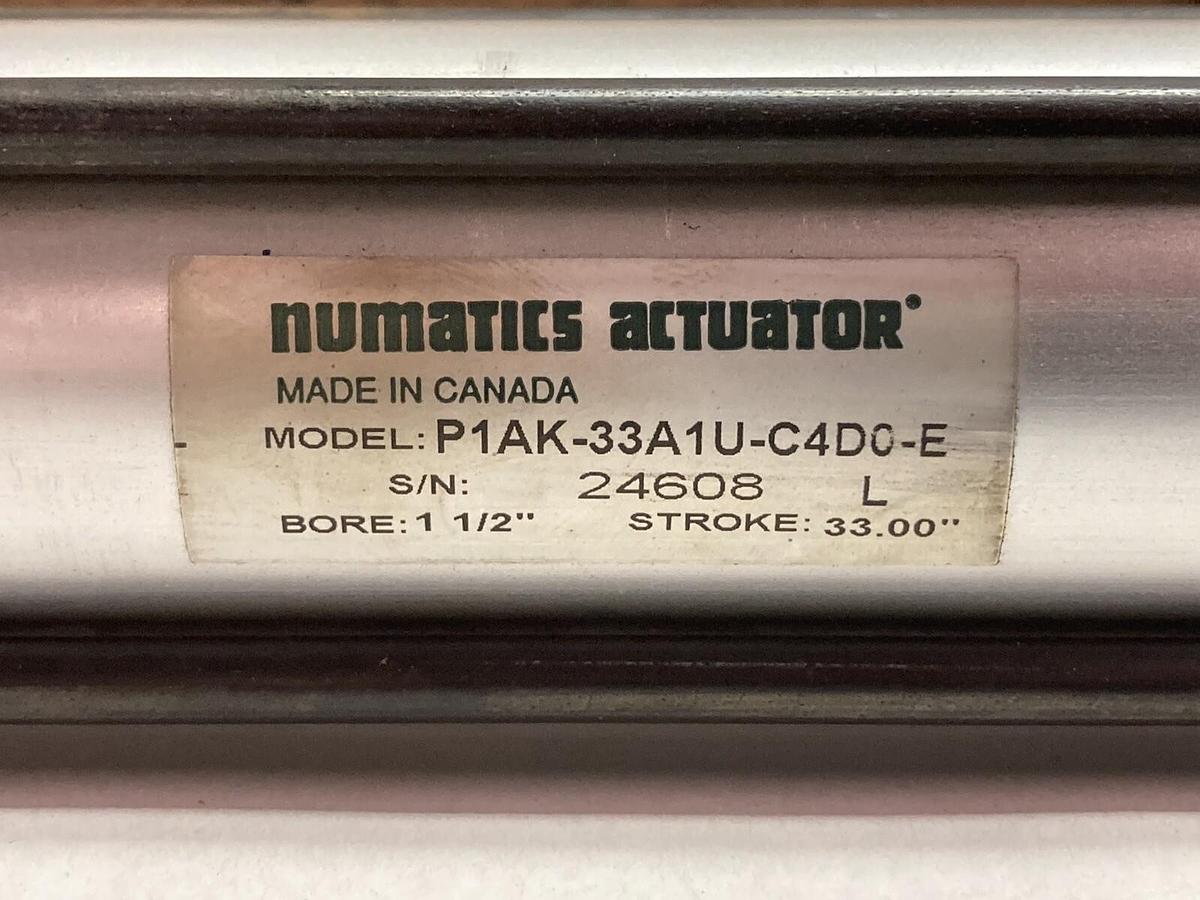 numatics actuator
MADE IN CANADA
MODEL: P1AK-33A1U-C4D0-E
S/N: 24608 L
BORE: 1 1/2" STROKE: 33.00"